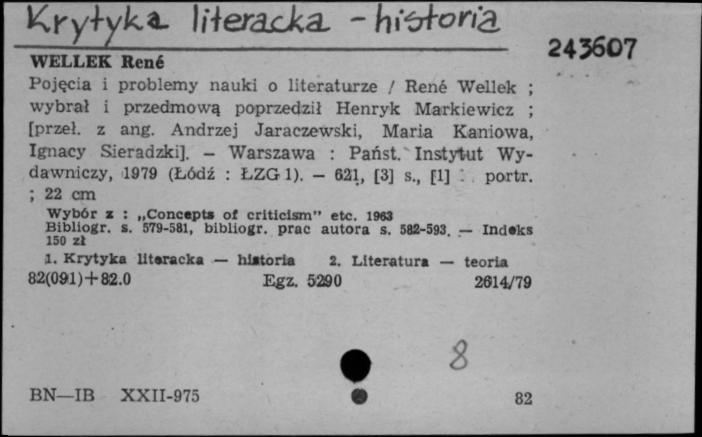 Krytyka literacka - historia
243607
WELLEK René
Pojęcia i problemy nauki o literaturze / René Wellek ;
wybrał i przedmową poprzedził Henryk Markiewicz ;
[przeł. z ang. Andrzej Jaraczewski, Maria Kaniowa,
Ignacy Sieradzki]. — Warszawa : Państ. Instytut Wy-
dawniczy, 1979 (Łódź : ŁZG 1). — 621, [3] s., [1] : portr.
; 22 cm
Wybór z : „Concepts of criticism” etc. 1963
Bibliogr. s. 579-581, bibliogr. prac autora s. 582-593. — Indeks
150 zł
1. Krytyka literacka — historia 2. Literatura — teoria
82(091)+82.0 Egz. 5290 2614/79
8
BN—IB XXII-975 82